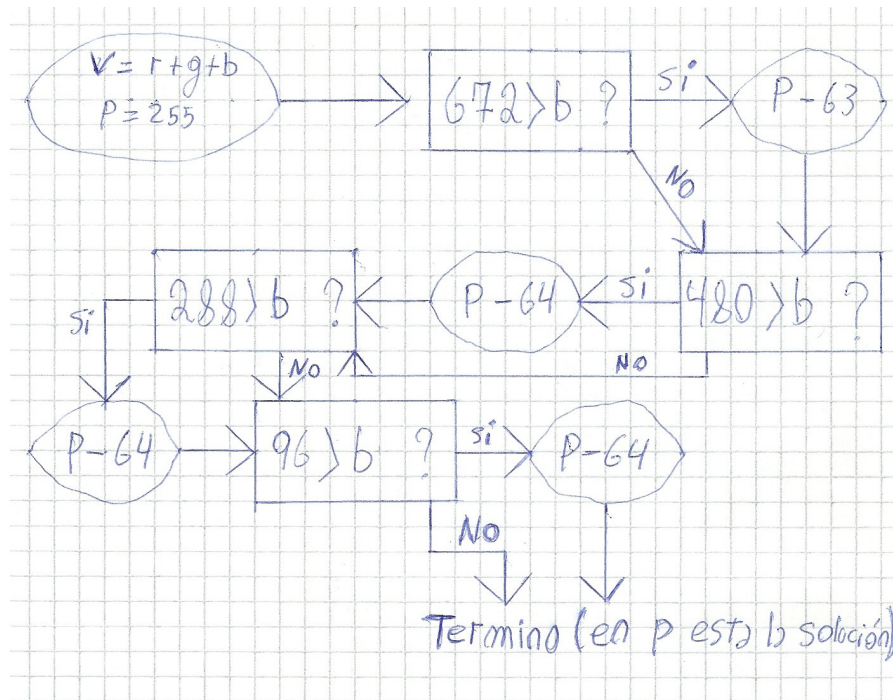 V = r+g+b
P = 255
672>b ?
Si
P-63
NO
480>b ?
Si
P-64
288>b ?
Si
NO
NO
P-64
96>b ?
si
P-64
NO
Termino (en p esta b solución)